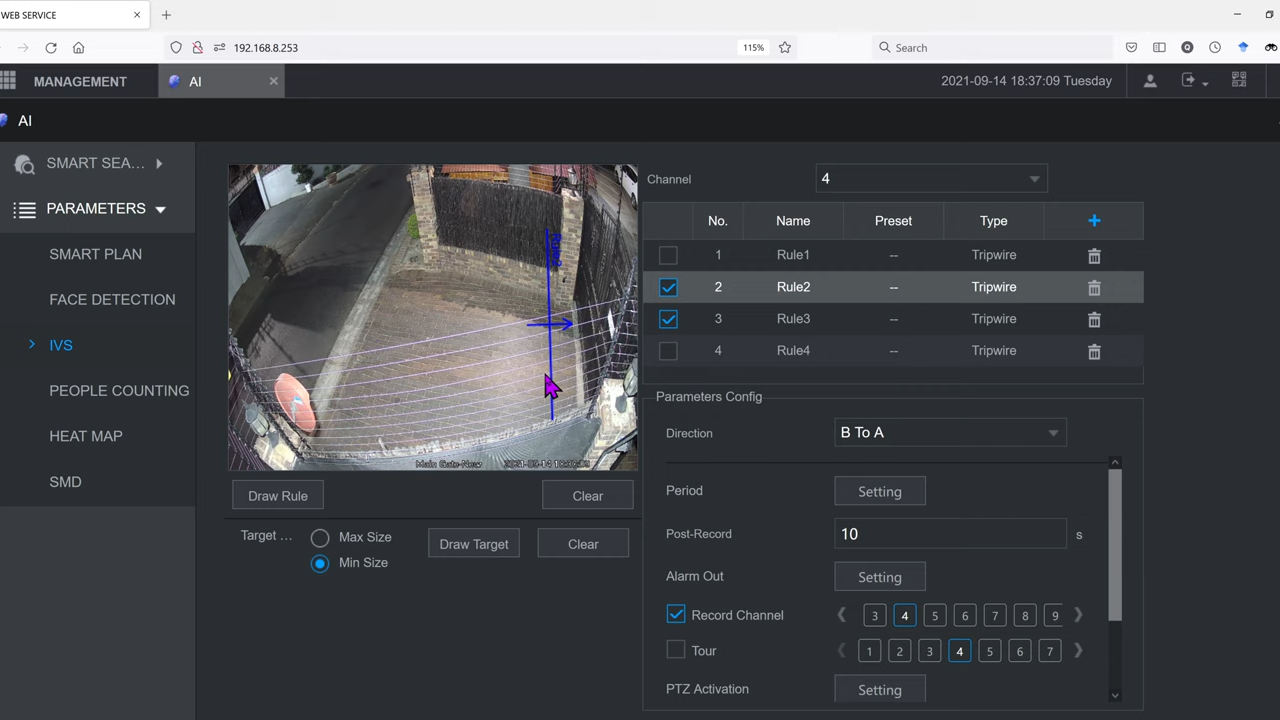 WEB SERVICE
192.168.8.253
115%
Search
MANAGEMENT
AI
2021-09-14 18:37:09 Tuesday
AI
SMART SEA...
PARAMETERS
SMART PLAN
FACE DETECTION
IVS
PEOPLE COUNTING
HEAT MAP
SMD
Main Gate-New
Draw Rule
Clear
Target ...
Max Size
Min Size
Draw Target
Clear
Channel
4
No. Name Preset Type
1 Rule1 -- Tripwire
2 Rule2 -- Tripwire
3 Rule3 -- Tripwire
4 Rule4 -- Tripwire
Parameters Config
Direction
B To A
Period
Setting
Post-Record
10
s
Alarm Out
Setting
Record Channel
3 4 5 6 7 8 9
Tour
1 2 3 4 5 6 7
PTZ Activation
Setting